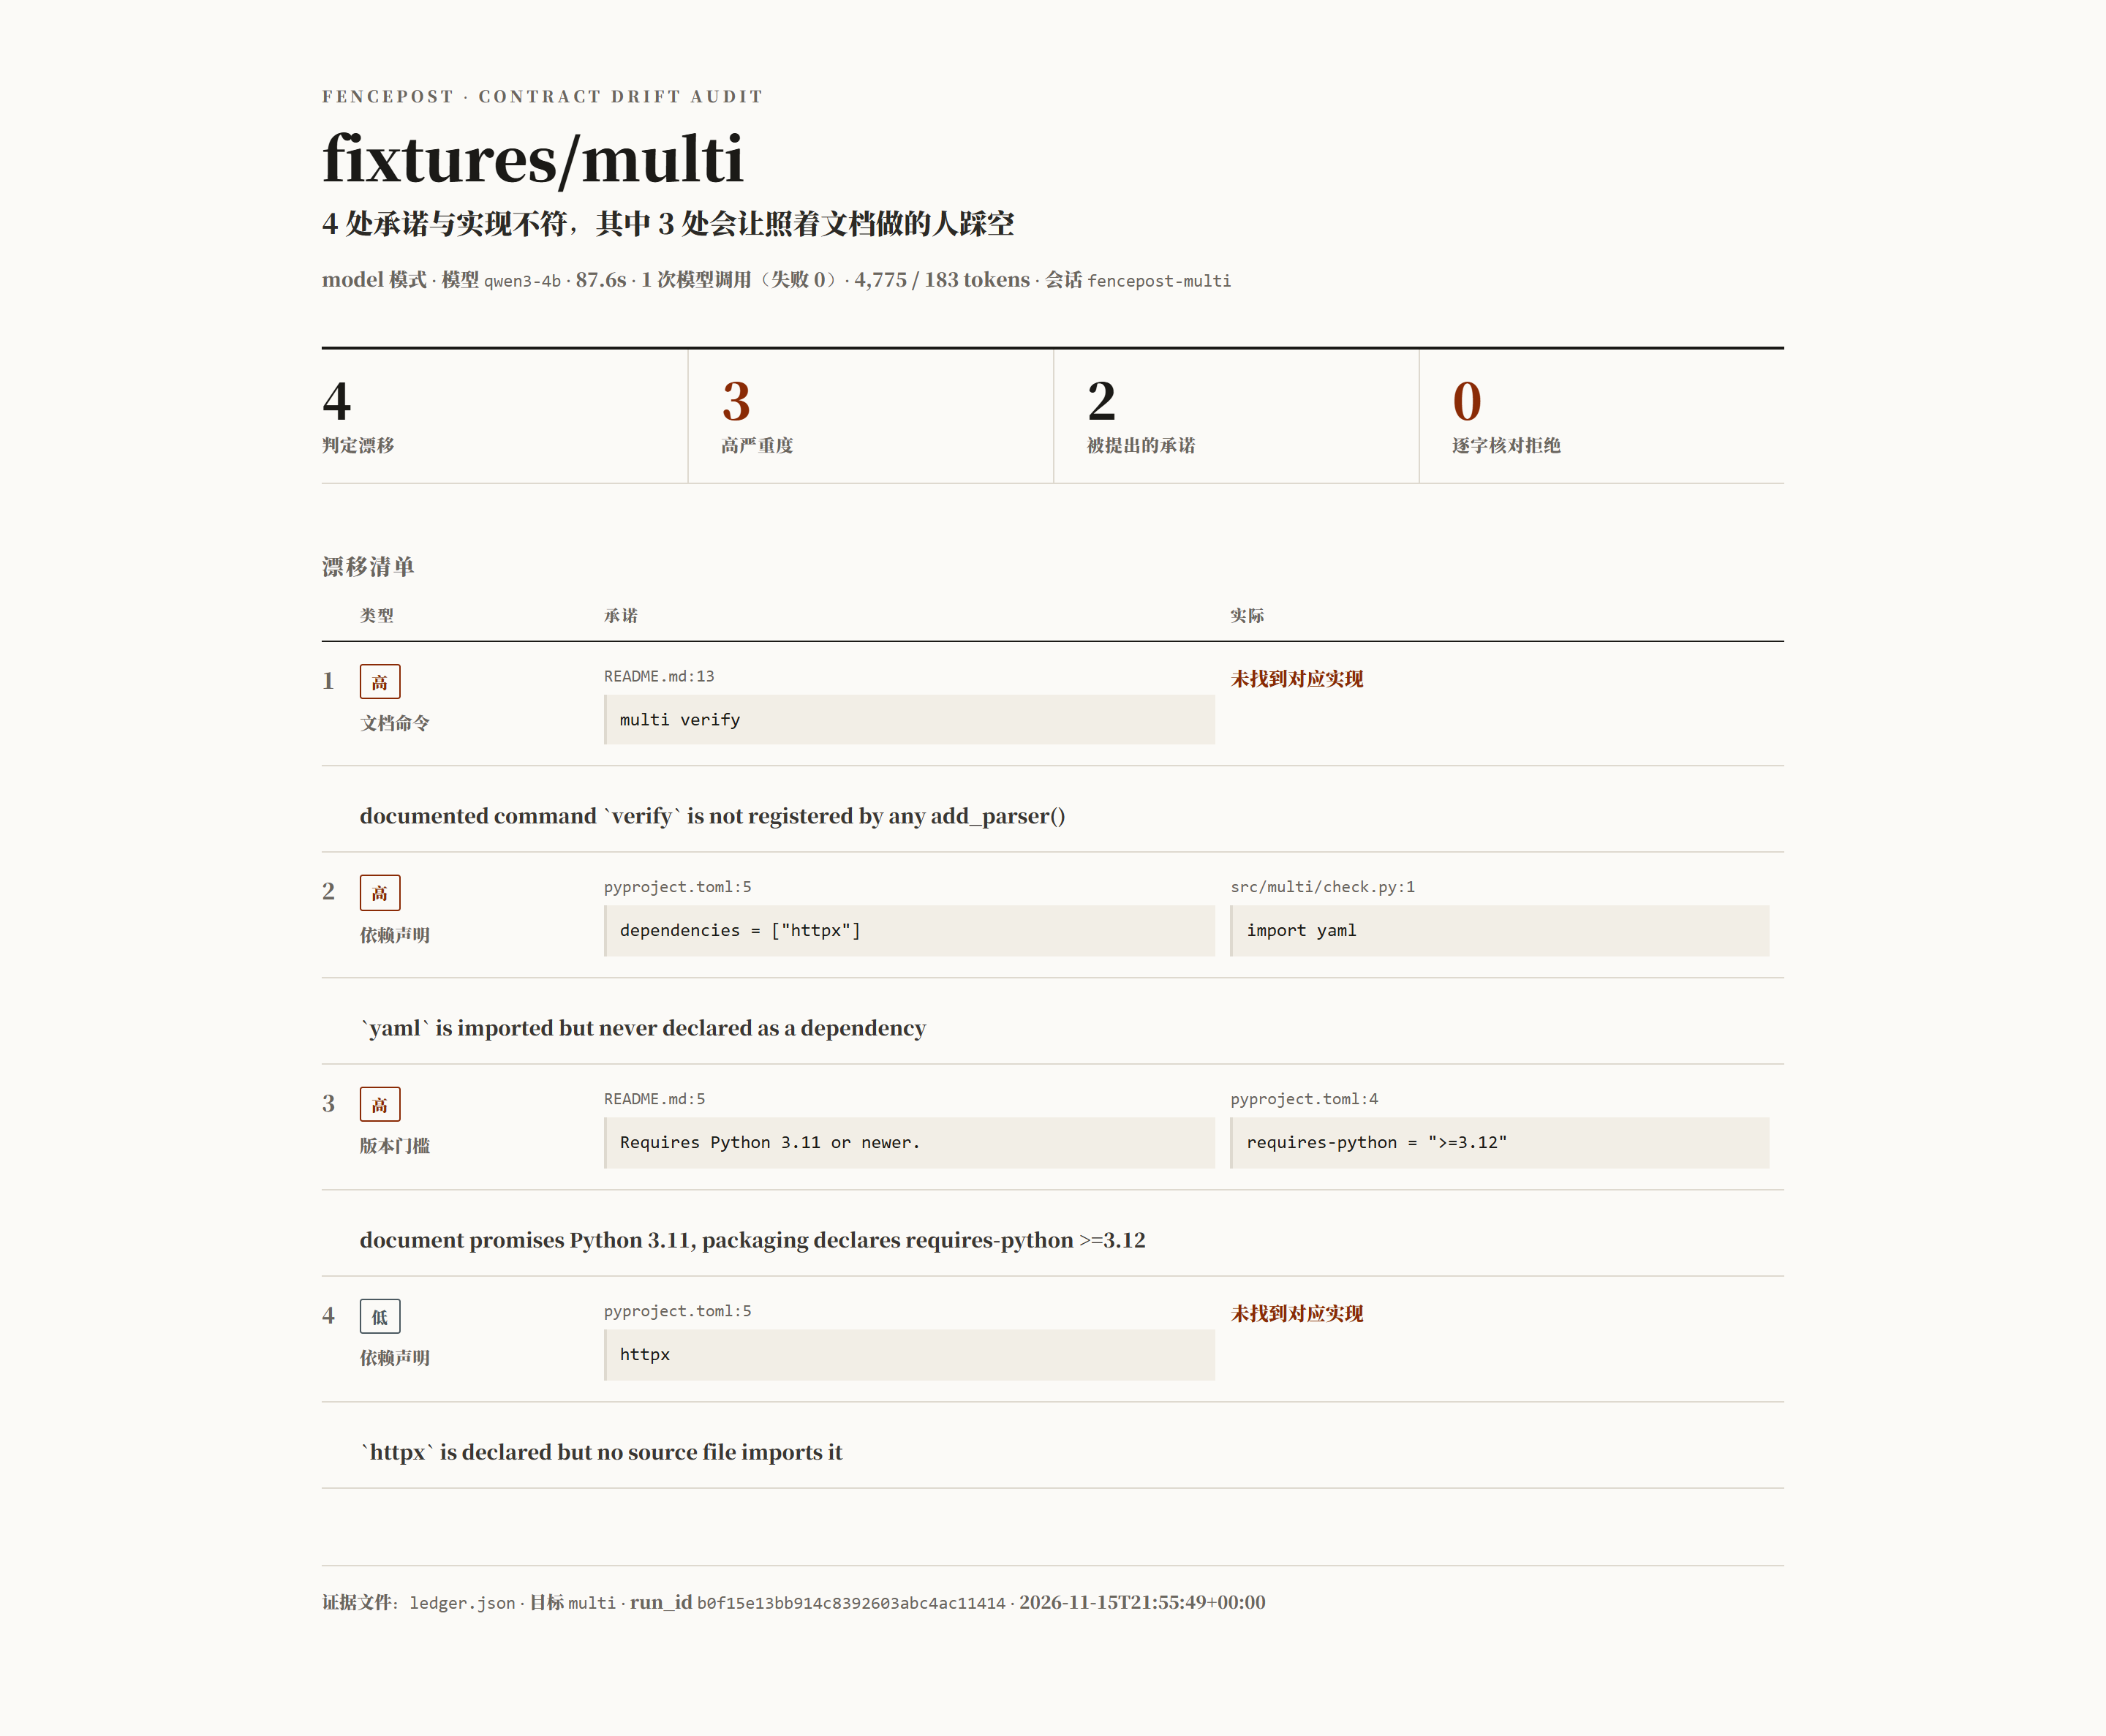 FENCEPOST · CONTRACT DRIFT AUDIT
fixtures/multi
4 处承诺与实现不符，其中 3 处会让照着文档做的人踩空
model 模式 · 模型 qwen3-4b · 87.6s · 1 次模型调用（失败 0）· 4,775 / 183 tokens · 会话 fencepost-multi
4
判定漂移
3
高严重度
2
被提出的承诺
0
逐字核对拒绝
漂移清单
类型 承诺 实际
1 高 README.md:13 未找到对应实现
文档命令 multi verify
documented command `verify` is not registered by any add_parser()
2 高 pyproject.toml:5 src/multi/check.py:1
依赖声明 dependencies = ["httpx"] import yaml
`yaml` is imported but never declared as a dependency
3 高 README.md:5 pyproject.toml:4
版本门槛 Requires Python 3.11 or newer. requires-python = ">=3.12"
document promises Python 3.11, packaging declares requires-python >=3.12
4 低 pyproject.toml:5 未找到对应实现
依赖声明 httpx
`httpx` is declared but no source file imports it
证据文件：ledger.json · 目标 multi · run_id b0f15e13bb914c8392603abc4ac11414 · 2026-11-15T21:55:49+00:00